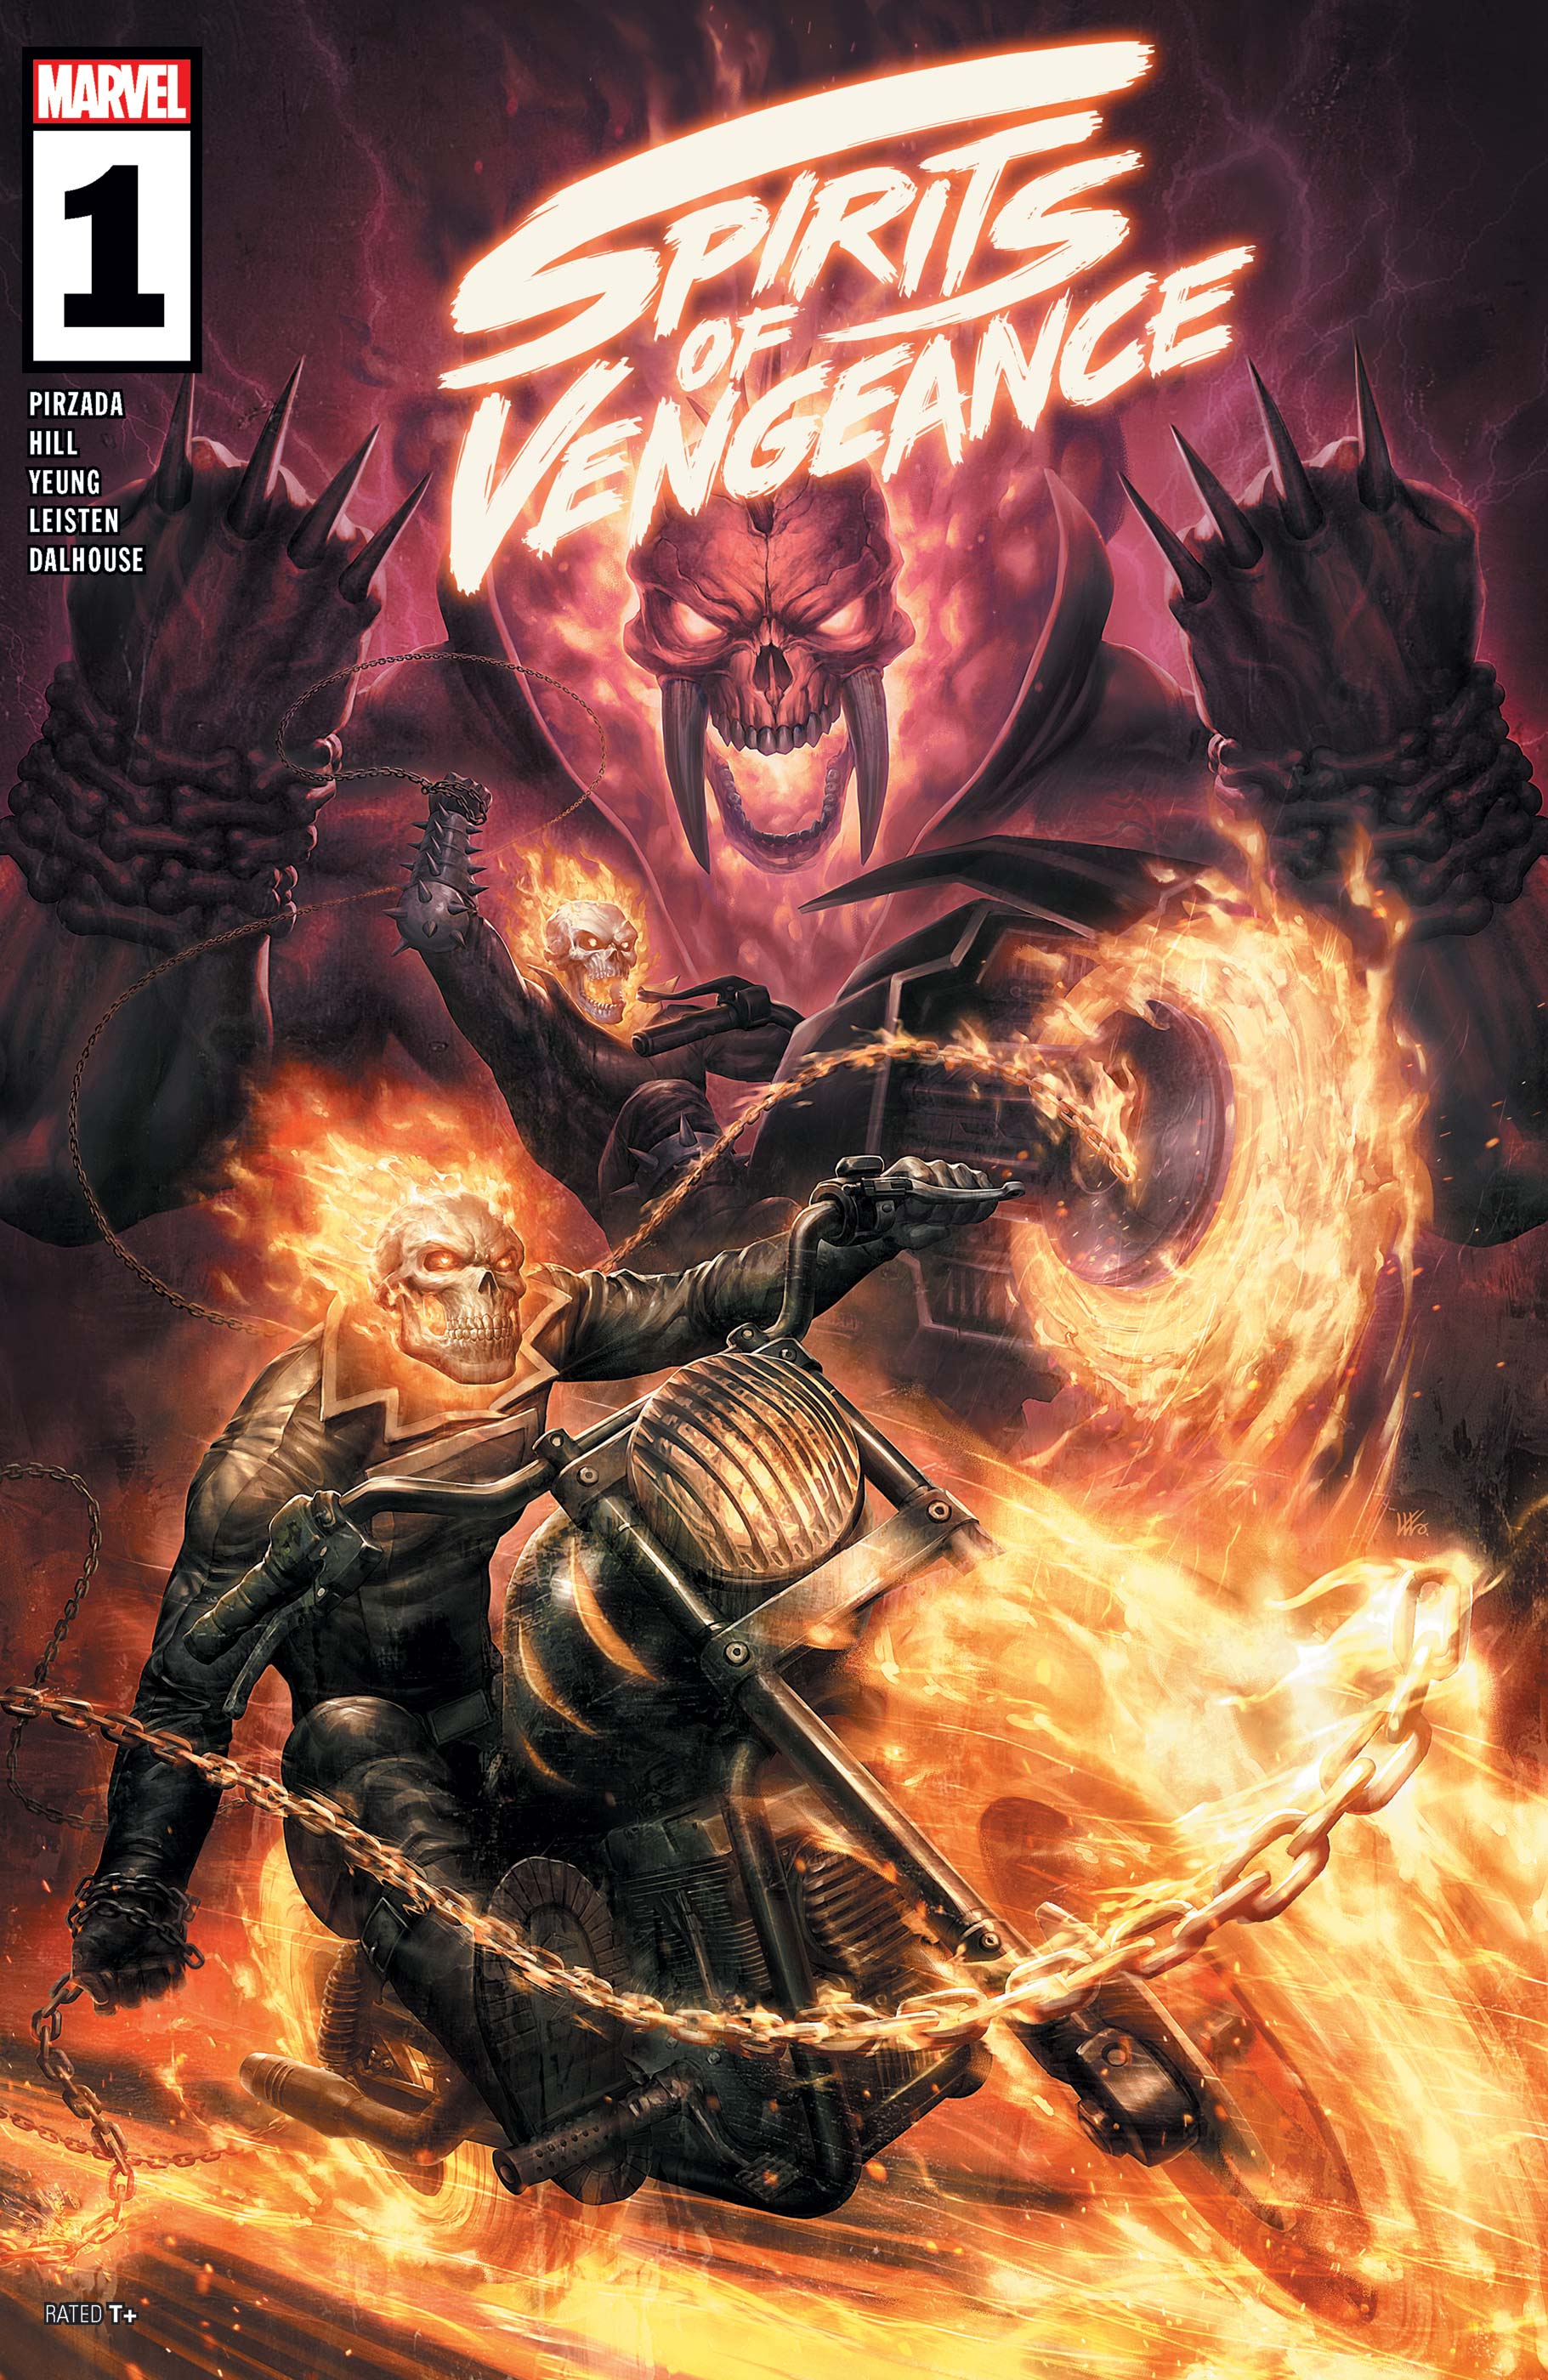 MARVEL
1
PIRZADA
HILL
YEUNG
LEISTEN
DALHOUSE
SPIRITS
OF
VENGEANCE
RATED T+